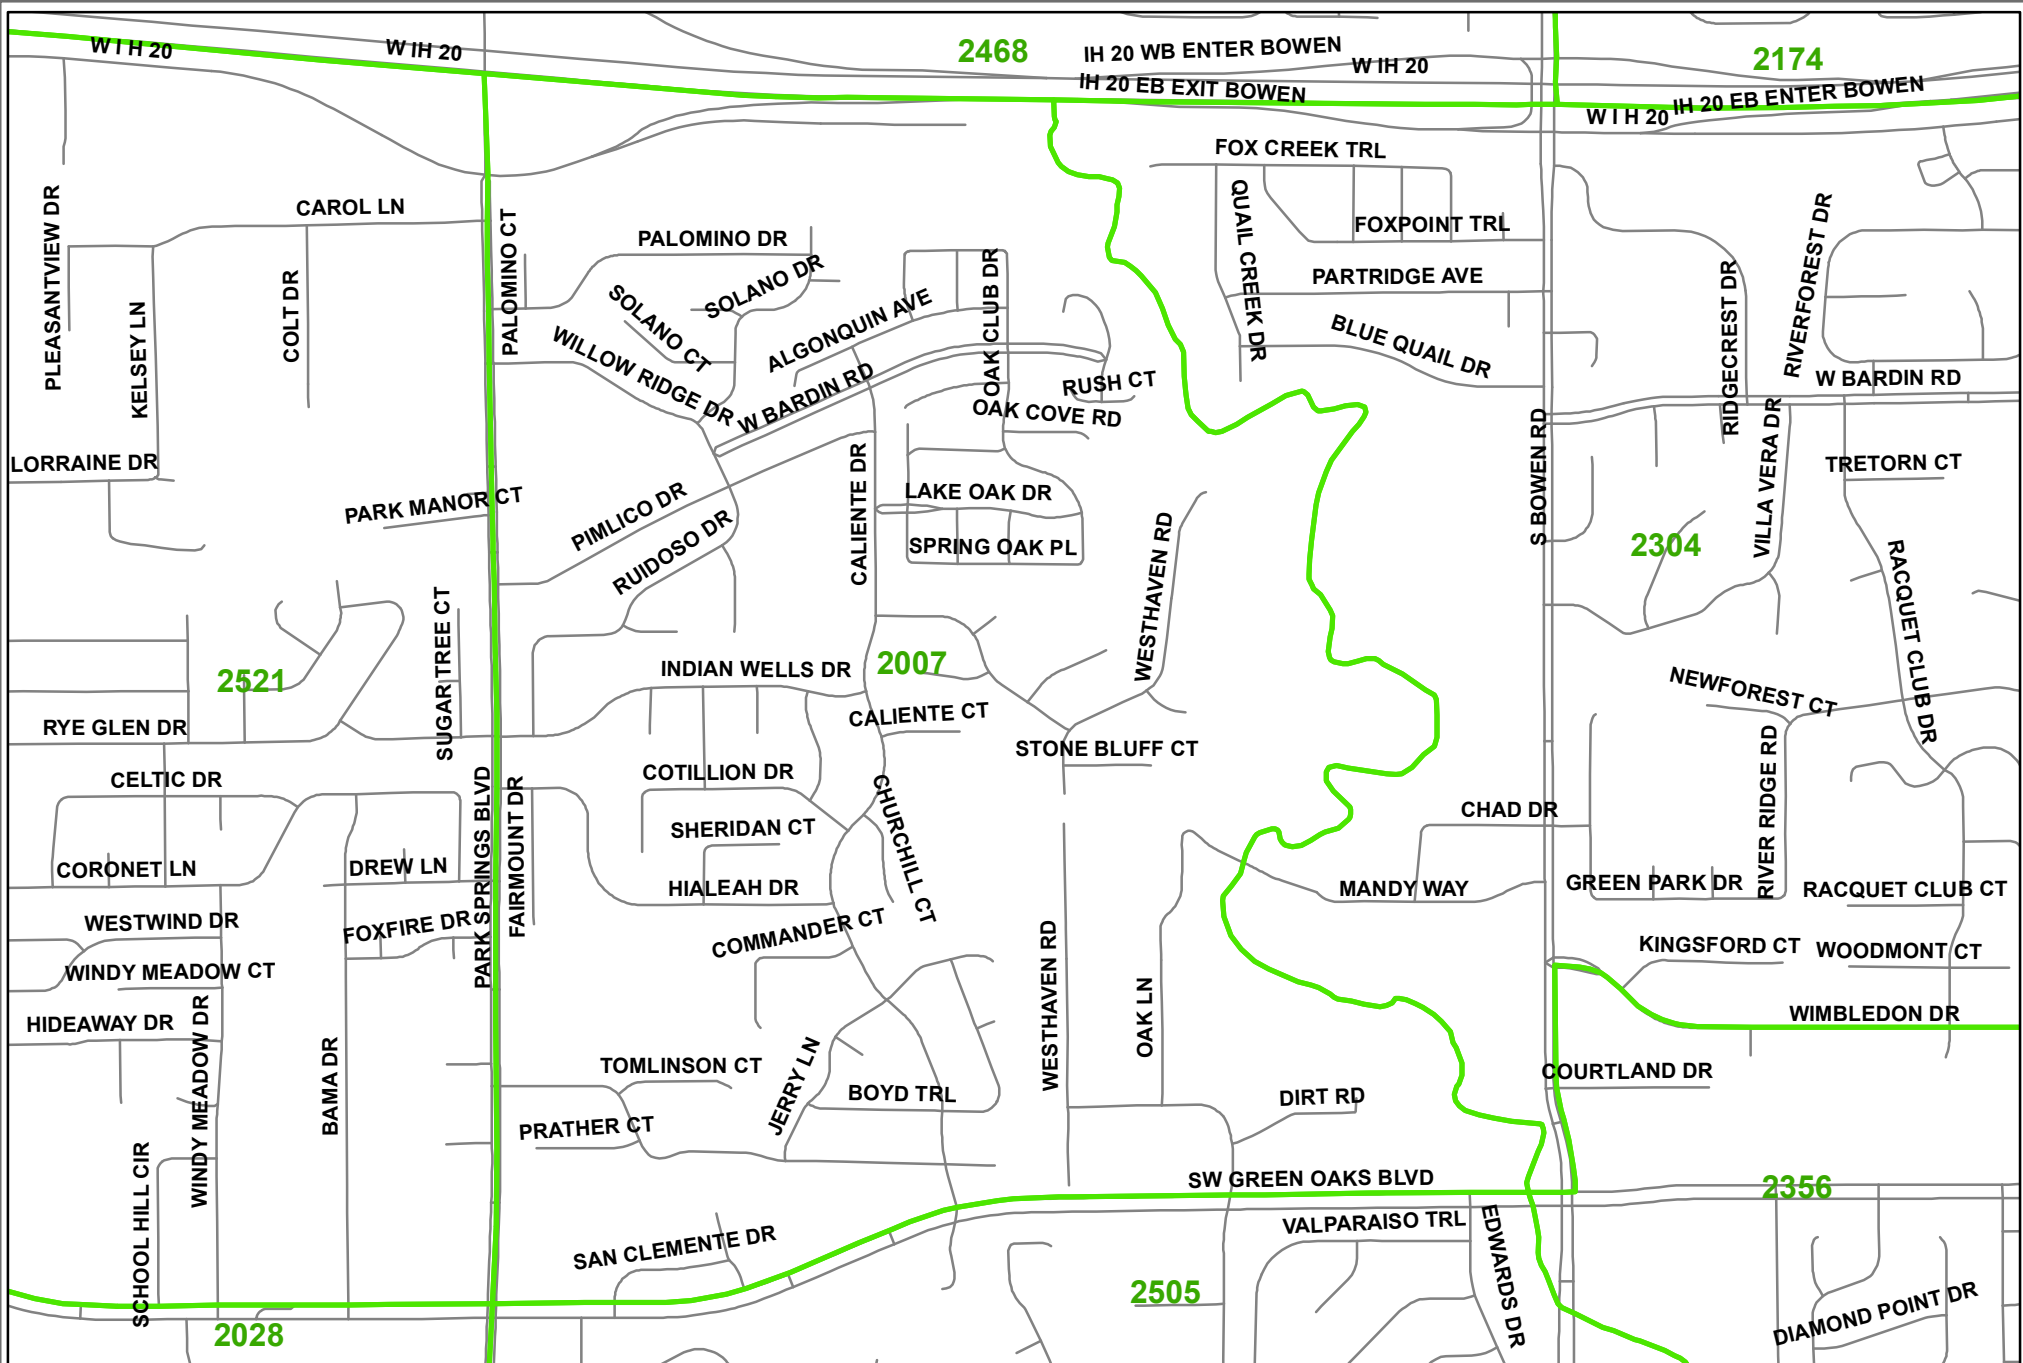 W I H 20
W IH 20
2468
IH 20 WB ENTER BOWEN
W IH 20
2174
IH 20 EB EXIT BOWEN
IH 20 EB ENTER BOWEN
W I H 20
FOX CREEK TRL
PLEASANTVIEW DR
CAROL LN
PALOMINO CT
PALOMINO DR
QUAIL CREEK DR
FOXPOINT TRL
RIVERFOREST DR
KELSEY LN
COLT DR
SOLANO DR
SOLANO CT
ALGONQUIN AVE
OAK CLUB DR
PARTRIDGE AVE
RIDGECREST DR
WILLOW RIDGE DR
BLUE QUAIL DR
W BARDIN RD
RUSH CT
W BARDIN RD
OAK COVE RD
LORRAINE DR
S BOWEN RD
VILLA VERA DR
TRETORN CT
PARK MANOR CT
PIMLICO DR
CALIENTE DR
LAKE OAK DR
RUIDOSO DR
SPRING OAK PL
WESTHAVEN RD
2304
RACQUET CLUB DR
SUGARTREE CT
2521
INDIAN WELLS DR
2007
NEWFOREST CT
RYE GLEN DR
CALIENTE CT
STONE BLUFF CT
CELTIC DR
COTILLION DR
RIVER RIDGE RD
PARK SPRINGS BLVD
FAIRMOUNT DR
CHURCHILL CT
CHAD DR
SHERIDAN CT
CORONET LN
DREW LN
HIALEAH DR
MANDY WAY
GREEN PARK DR
RACQUET CLUB CT
WESTWIND DR
FOXFIRE DR
COMMANDER CT
KINGSFORD CT
WOODMONT CT
WINDY MEADOW CT
WESTHAVEN RD
OAK LN
HIDEAWAY DR
WINDY MEADOW DR
WIMBLEDON DR
BAMA DR
TOMLINSON CT
JERRY LN
BOYD TRL
COURTLAND DR
DIRT RD
PRATHER CT
SCHOOL HILL CIR
SW GREEN OAKS BLVD
2356
SAN CLEMENTE DR
VALPARAISO TRL
EDWARDS DR
2505
DIAMOND POINT DR
2028